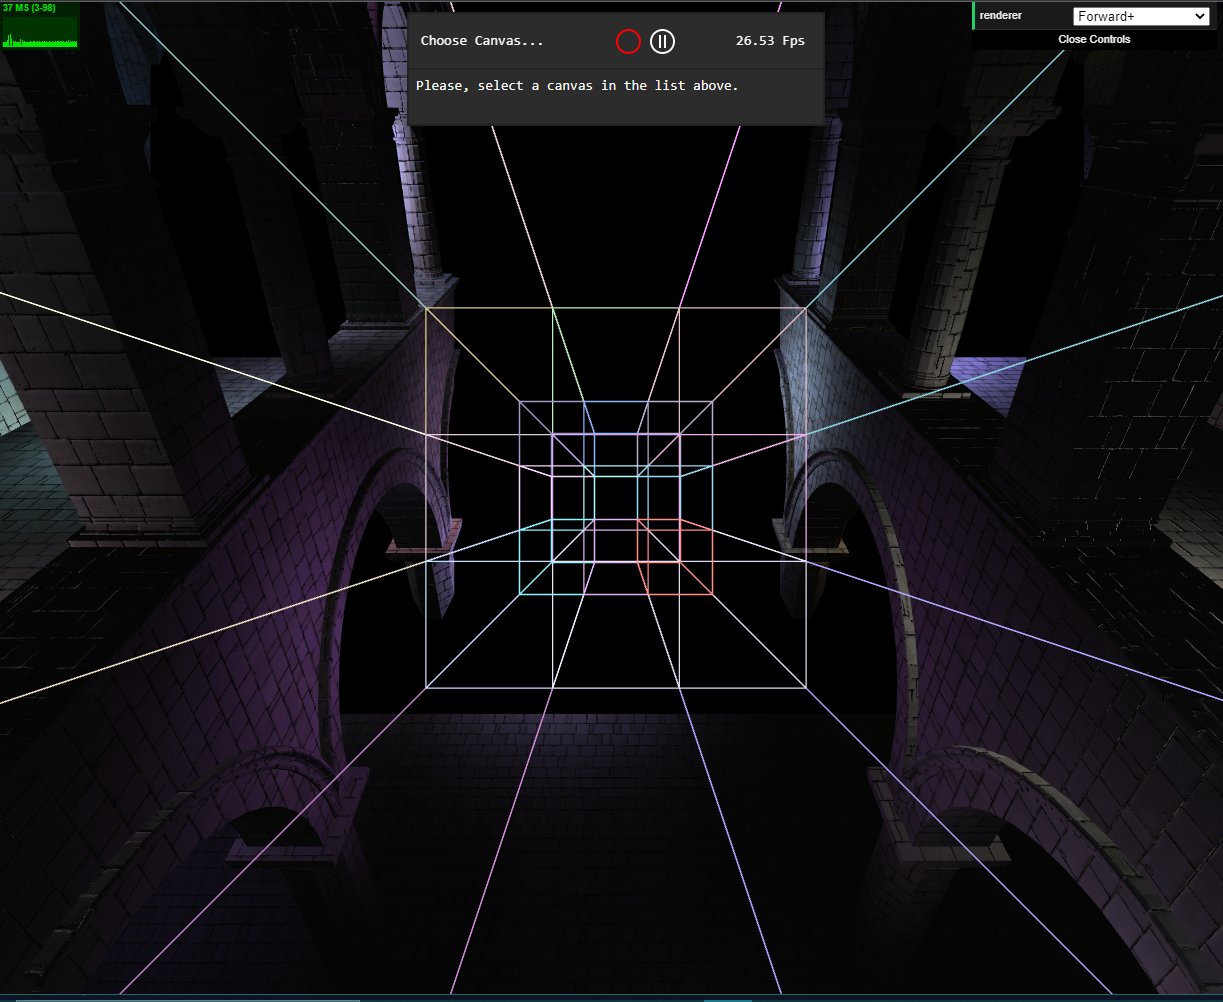 37 MS (3-98)
Choose Canvas...
26.53 Fps
Please, select a canvas in the list above.
renderer
Forward+
Close Controls